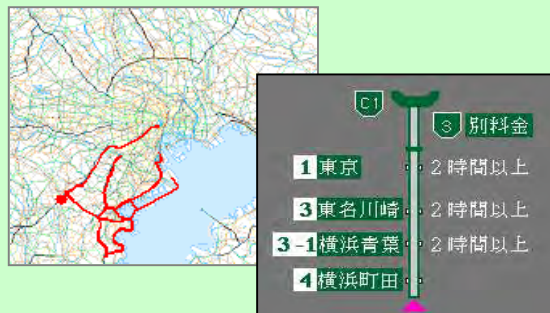 C1
3 別料金
1 東京 2時間以上
3 東名川崎 2時間以上
3-1 横浜青葉 2時間以上
4 横浜町田